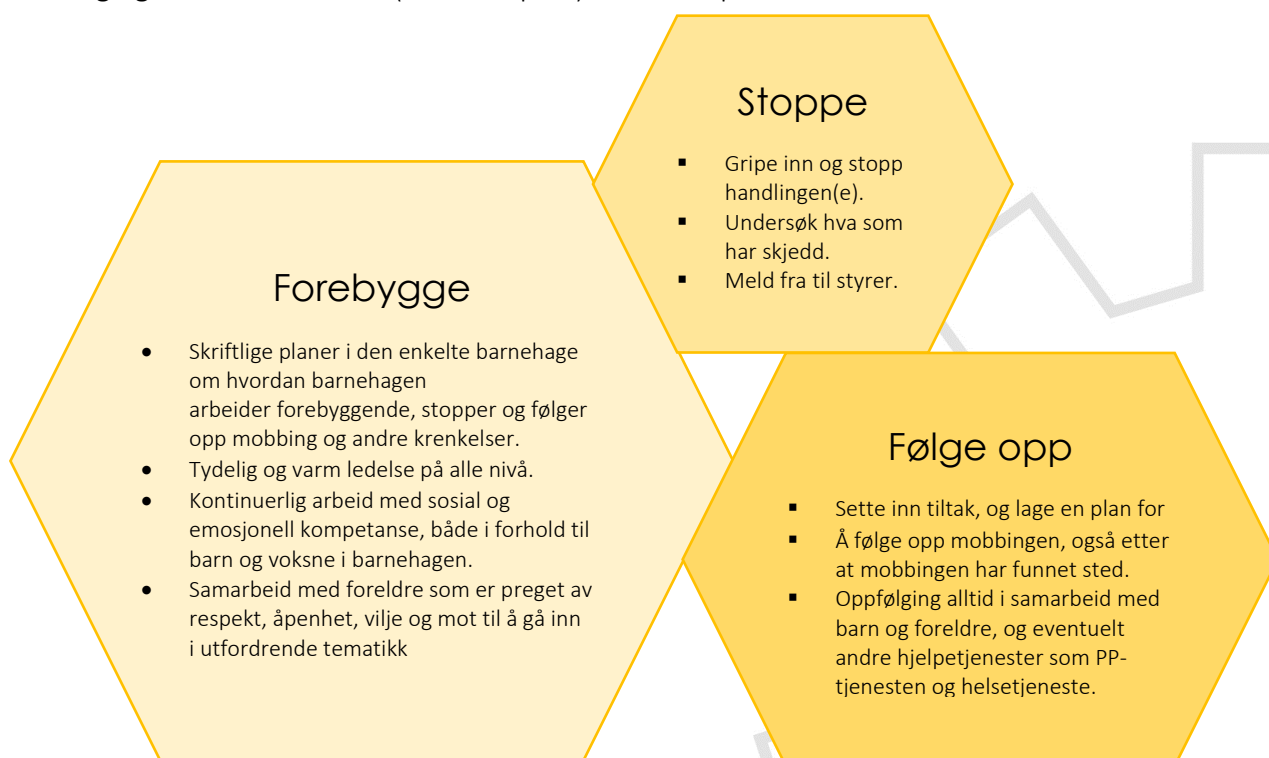 Stoppe
▪ Gripe inn og stopp
handlingen(e).
▪ Undersøk hva som
har skjedd.
▪ Meld fra til styrer.
Forebygge
● Skriftlige planer i den enkelte barnehage
om hvordan barnehagen
arbeider forebyggende, stopper og følger
opp mobbing og andre krenkelser.
● Tydelig og varm ledelse på alle nivå.
● Kontinuerlig arbeid med sosial og
emosjonell kompetanse, både i forhold til
barn og voksne i barnehagen.
● Samarbeid med foreldre som er preget av
respekt, åpenhet, vilje og mot til å gå inn
i utfordrende tematikk
Følge opp
▪ Sette inn tiltak, og lage en plan for
▪ Å følge opp mobbingen, også etter
at mobbingen har funnet sted.
▪ Oppfølging alltid i samarbeid med
barn og foreldre, og eventuelt
andre hjelpetjenester som PP-
tjenesten og helsetjeneste.